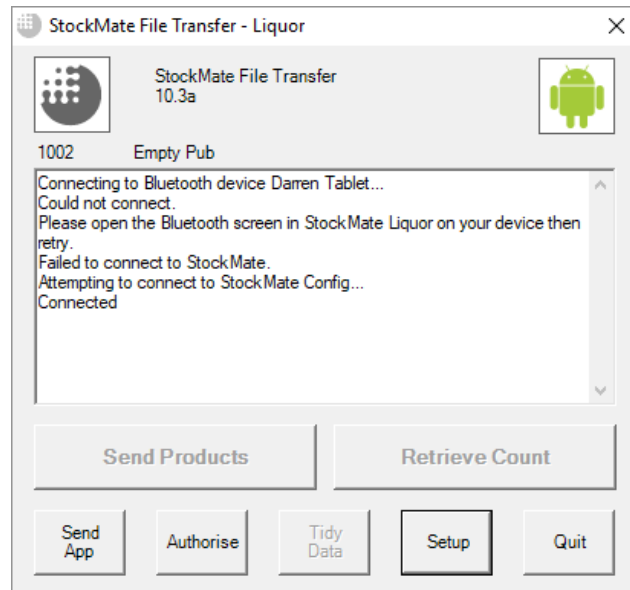 StockMate File Transfer - Liquor
StockMate File Transfer
10.3a
1002 Empty Pub
Connecting to Bluetooth device Darren Tablet...
Could not connect.
Please open the Bluetooth screen in StockMate Liquor on your device then
retry.
Failed to connect to StockMate.
Attempting to connect to StockMate Config...
Connected
Send Products Retrieve Count
Send
App
Authorise
Tidy
Data
Setup
Quit